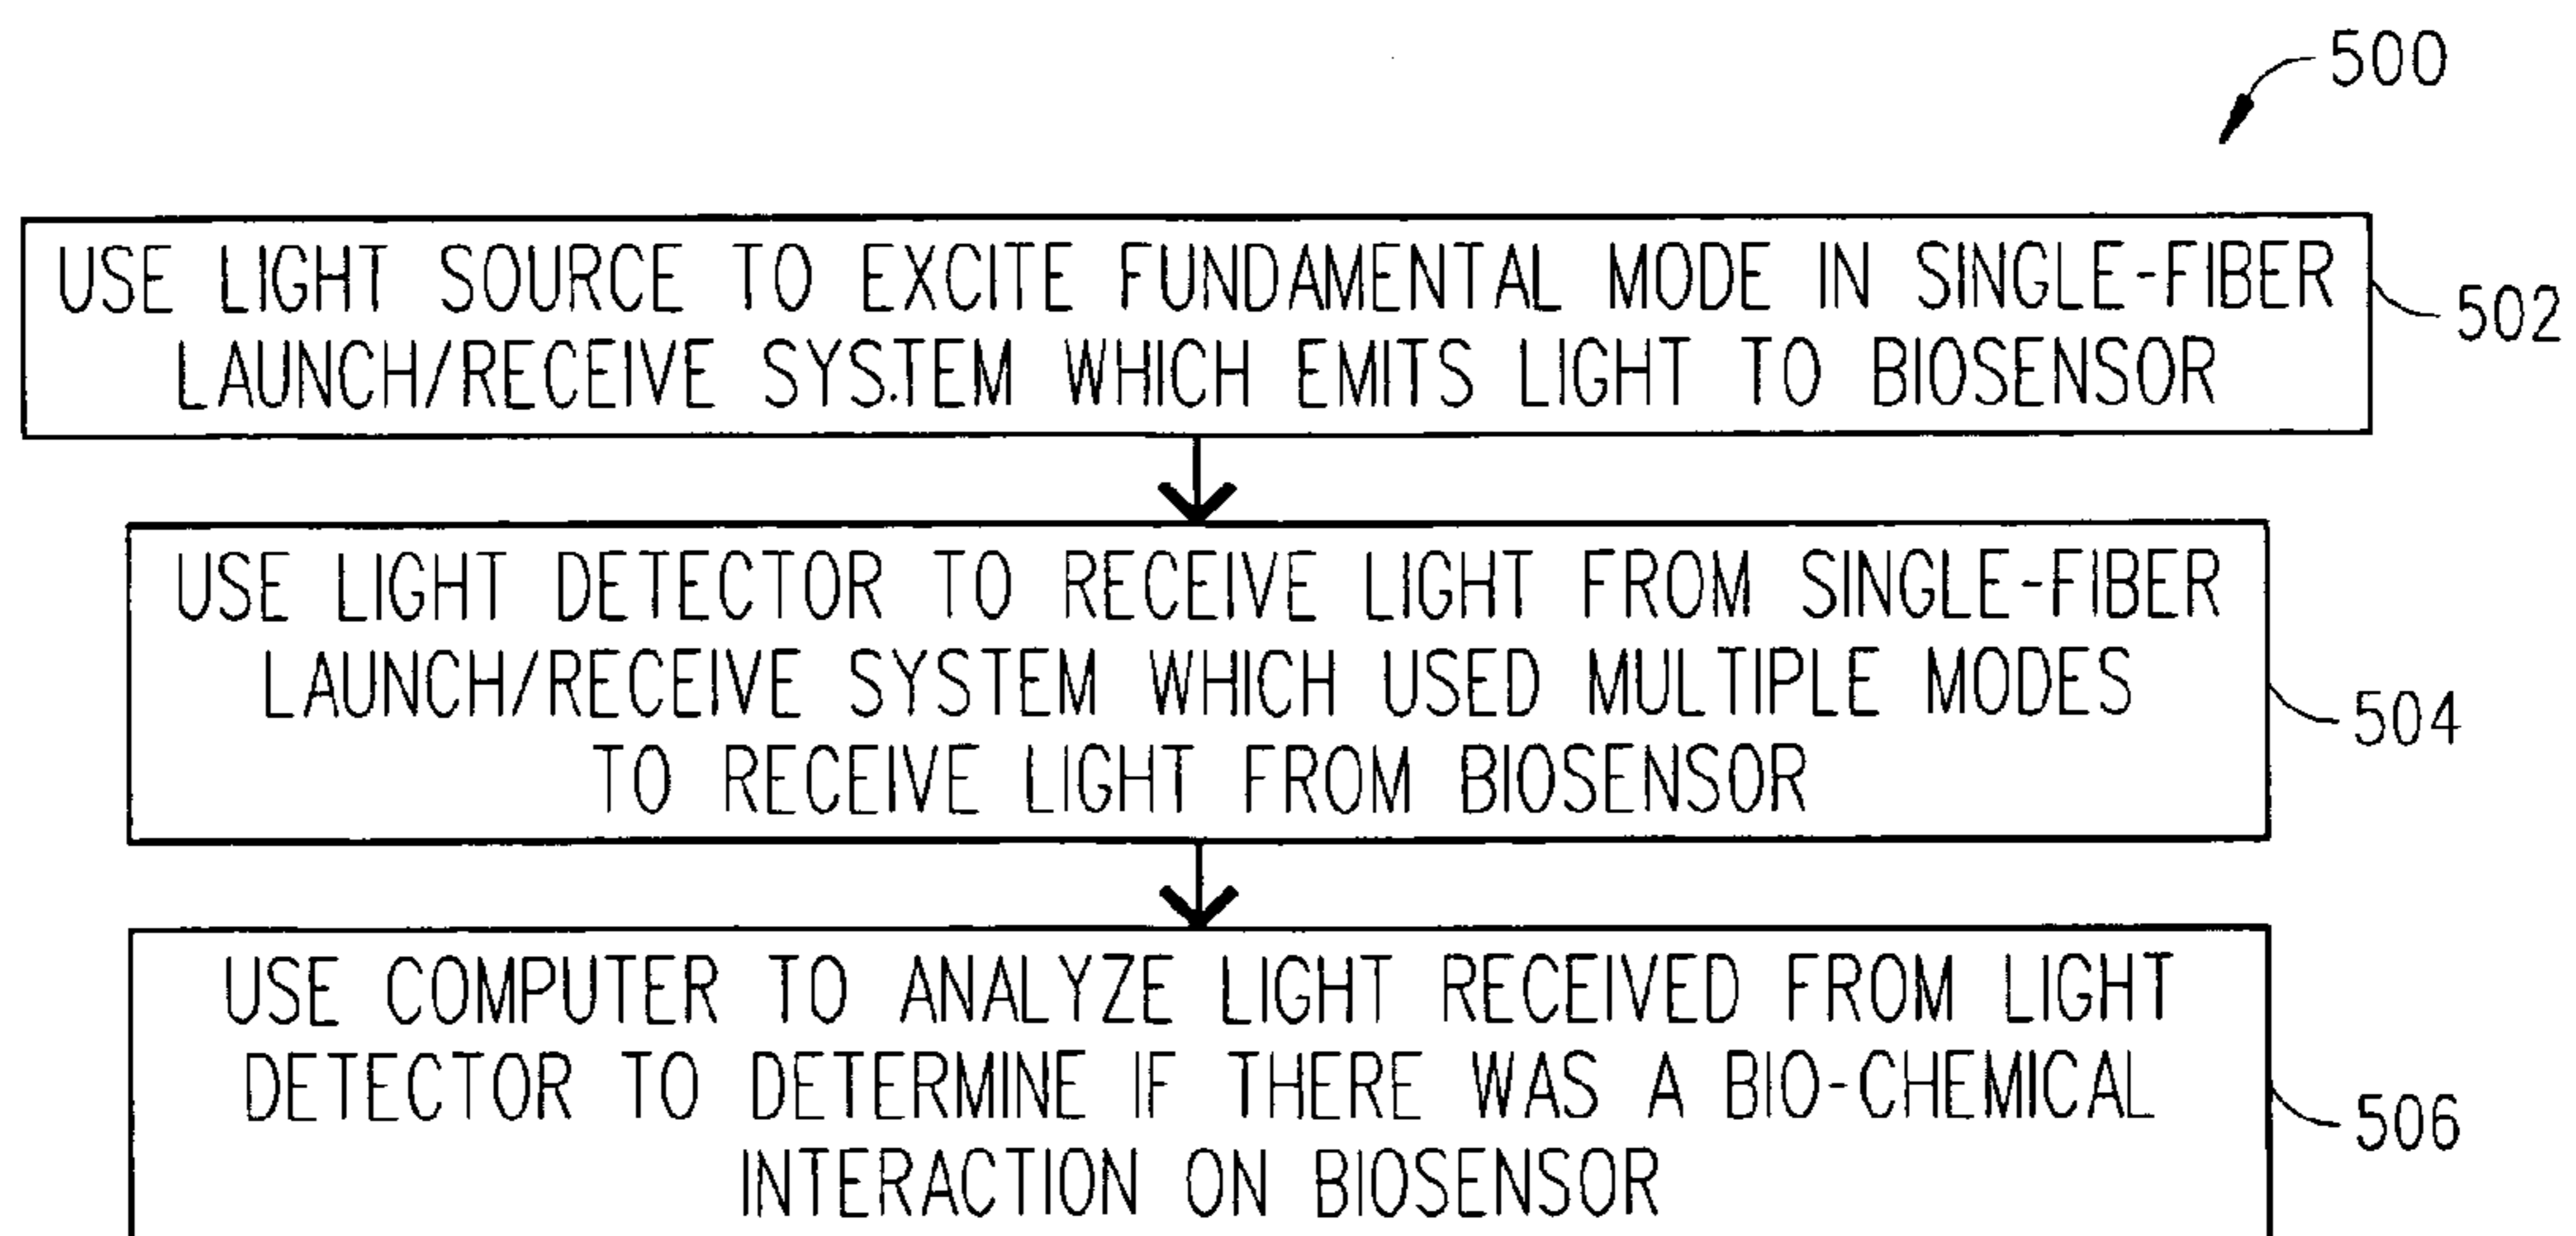 500
USE LIGHT SOURCE TO EXCITE FUNDAMENTAL MODE IN SINGLE-FIBER
LAUNCH/RECEIVE SYSTEM WHICH EMITS LIGHT TO BIOSENSOR
502
USE LIGHT DETECTOR TO RECEIVE LIGHT FROM SINGLE-FIBER
LAUNCH/RECEIVE SYSTEM WHICH USED MULTIPLE MODES
TO RECEIVE LIGHT FROM BIOSENSOR
504
USE COMPUTER TO ANALYZE LIGHT RECEIVED FROM LIGHT
DETECTOR TO DETERMINE IF THERE WAS A BIO-CHEMICAL
INTERACTION ON BIOSENSOR
506